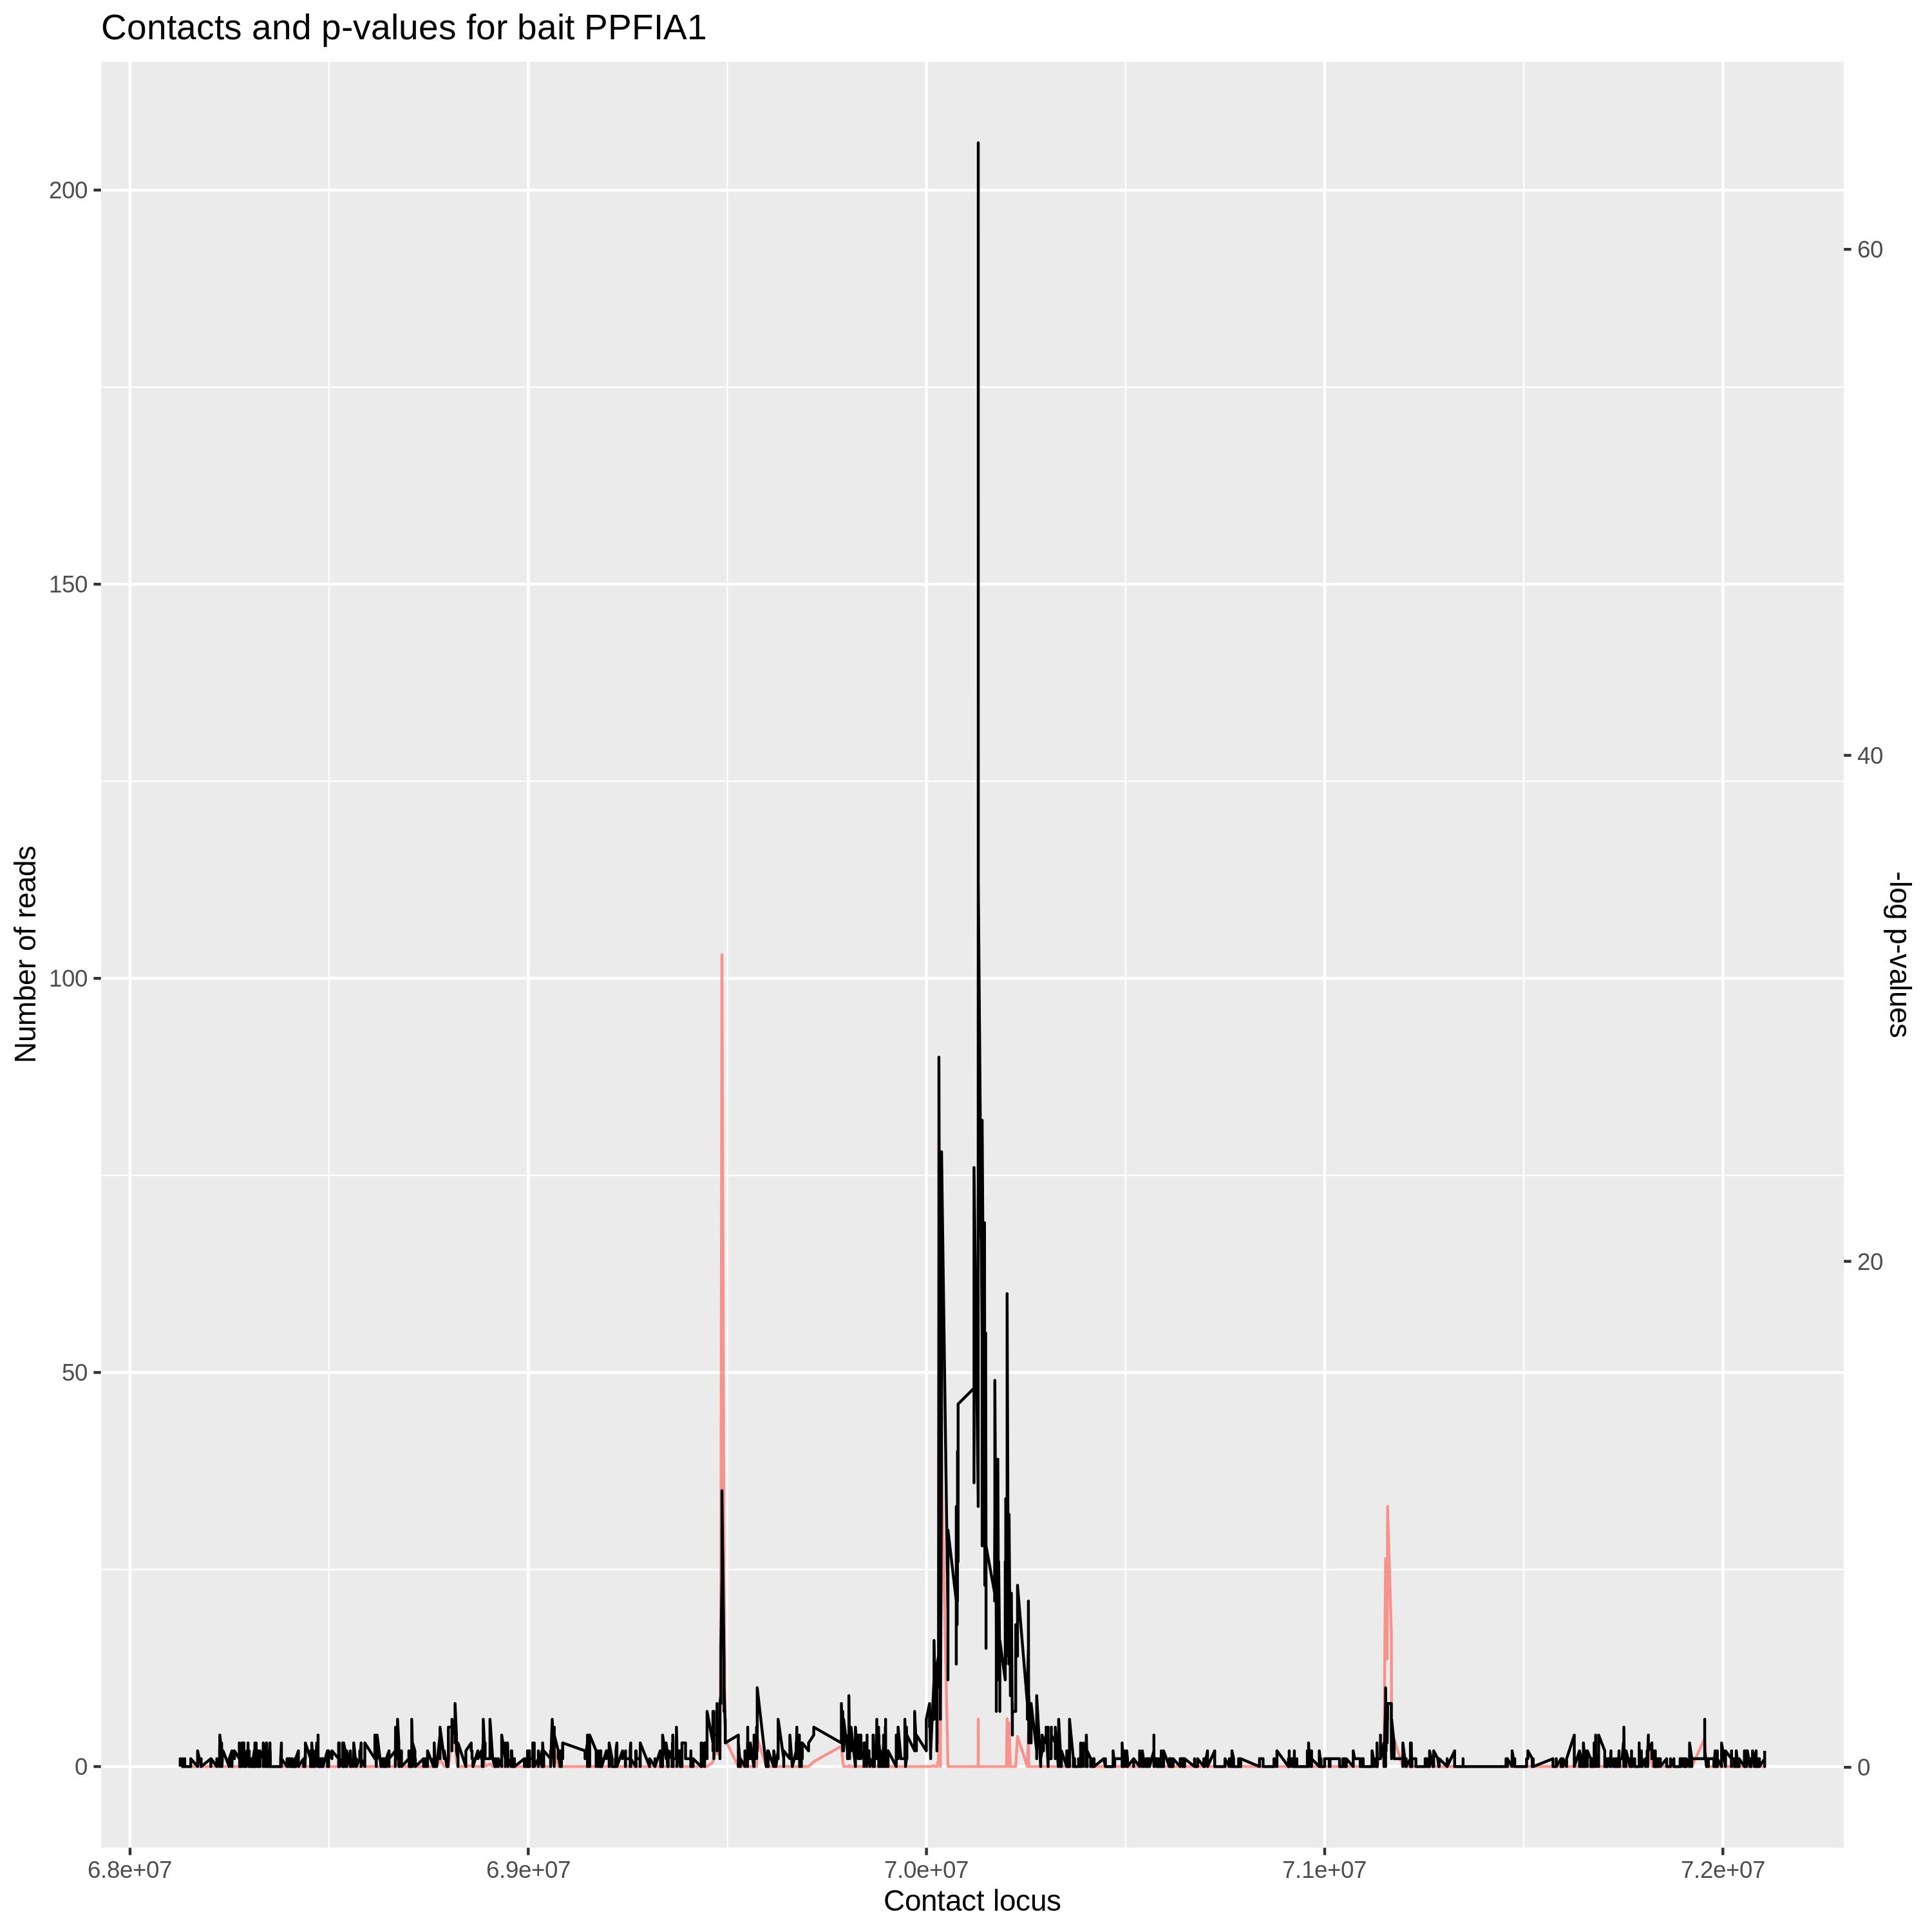 Contacts and p-values for bait PPFIA1
200
150
100
50
0
Number of reads
60
40
20
0
-log p-values
6.8e+07 6.9e+07 7.0e+07 7.1e+07 7.2e+07
Contact locus